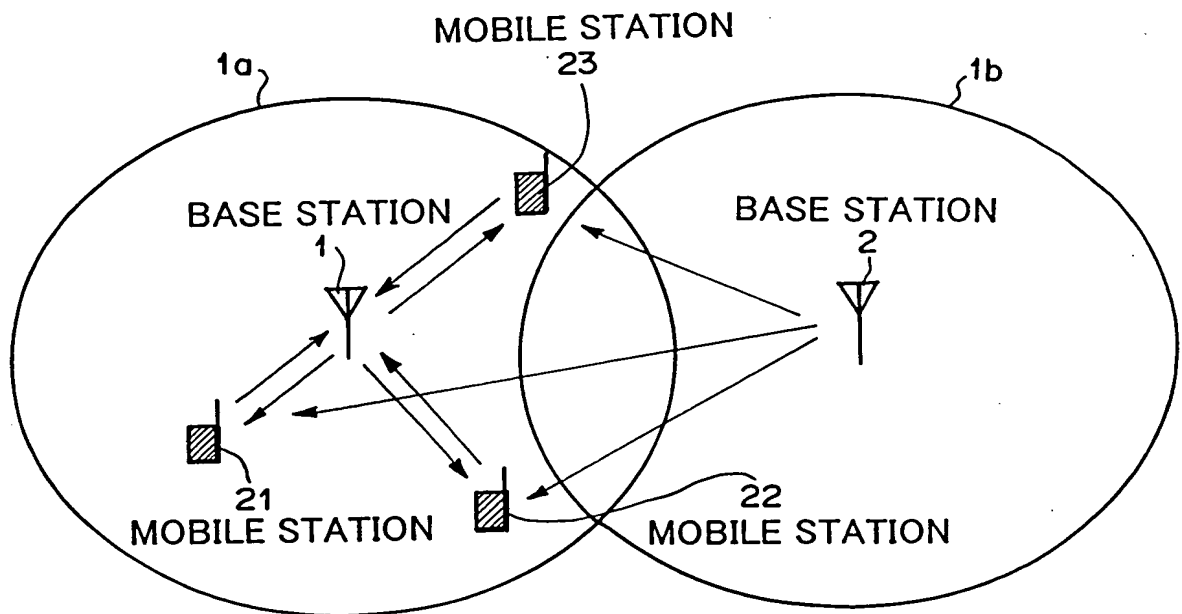 MOBILE STATION
23
1a
1b
BASE STATION
1
BASE STATION
2
21
MOBILE STATION
22
MOBILE STATION